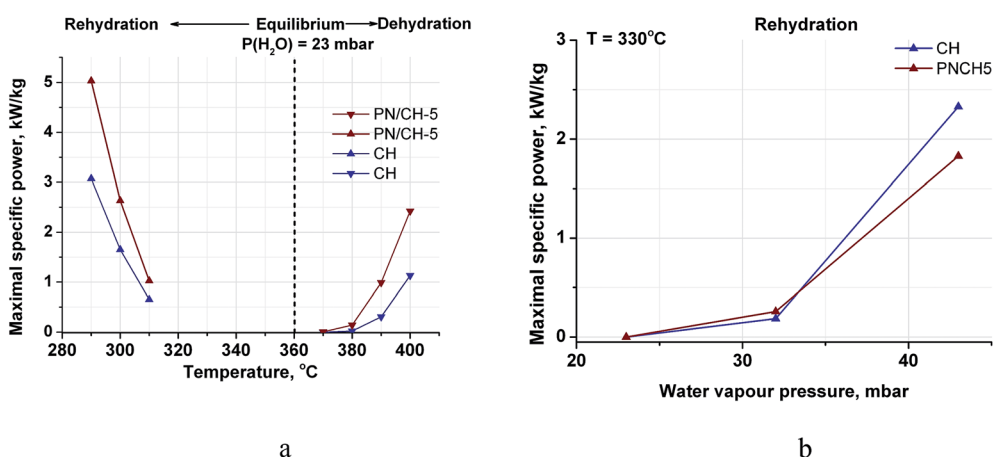 Rehydration Equilibrium Dehydration
P(H₂O) = 23 mbar
PN/CH-5
PN/CH-5
CH
CH
Maximal specific power, kW/kg
5
4
3
2
1
0
280 300 320 340 360 380 400
Temperature, °C
a
T = 330°C Rehydration
CH
PNCH5
Maximal specific power, kW/kg
3
2
1
0
20 30 40
Water vapour pressure, mbar
b